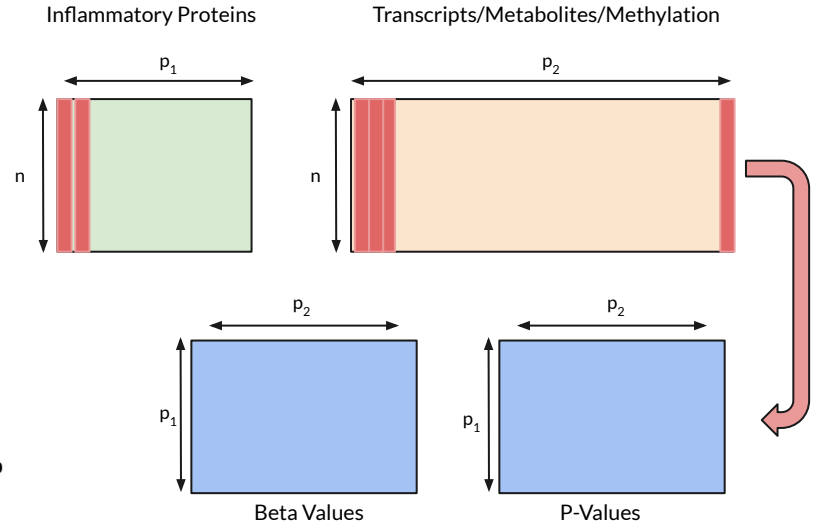 Inflammatory Proteins
Transcripts/Metabolites/Methylation
p1
p2
n
n
p2
p2
p1
p1
Beta Values
P-Values